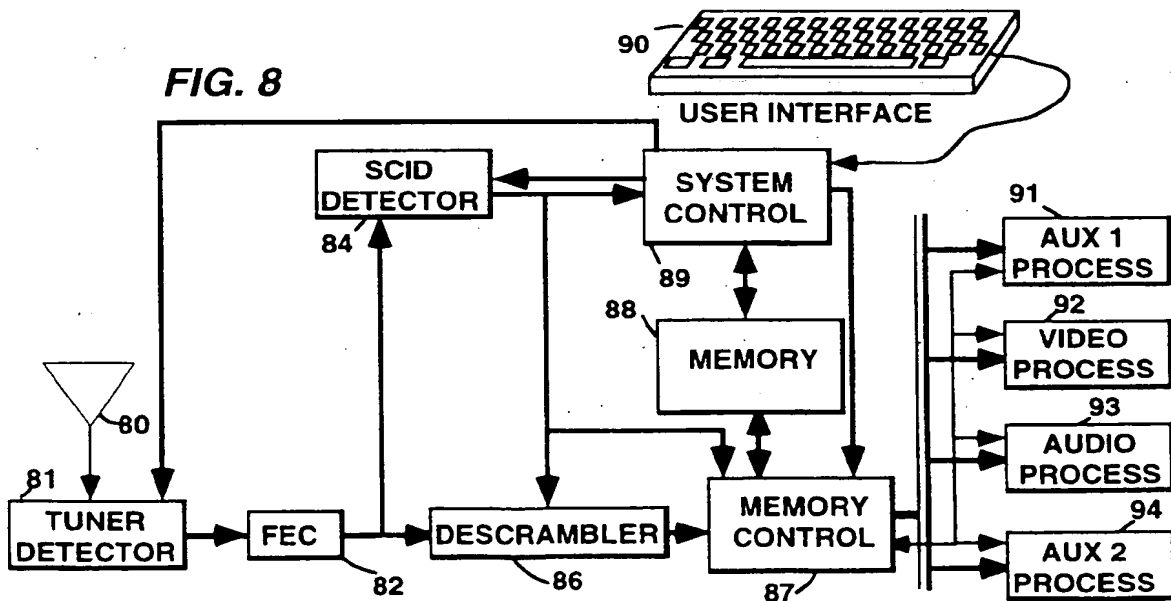 FIG. 8
90
USER INTERFACE
SCID
DETECTOR
84
SYSTEM
CONTROL
89
91
AUX 1
PROCESS
88
MEMORY
92
VIDEO
PROCESS
80
93
AUDIO
PROCESS
81
TUNER
DETECTOR
FEC
82
DESCRAMBLER
86
MEMORY
CONTROL
87
94
AUX 2
PROCESS